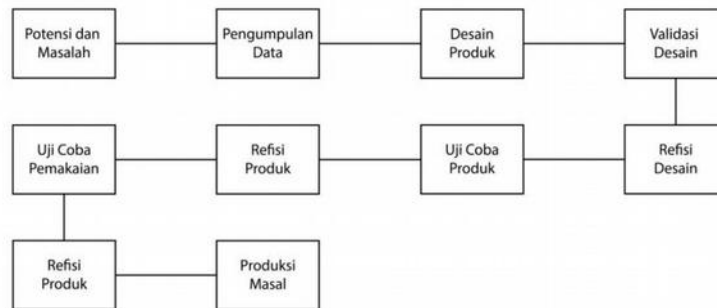 Potensi dan
Masalah
Pengumpulan
Data
Desain
Produk
Validasi
Desain
Refisi
Desain
Uji Coba
Produk
Refisi
Produk
Uji Coba
Pemakaian
Refisi
Produk
Produksi
Masal